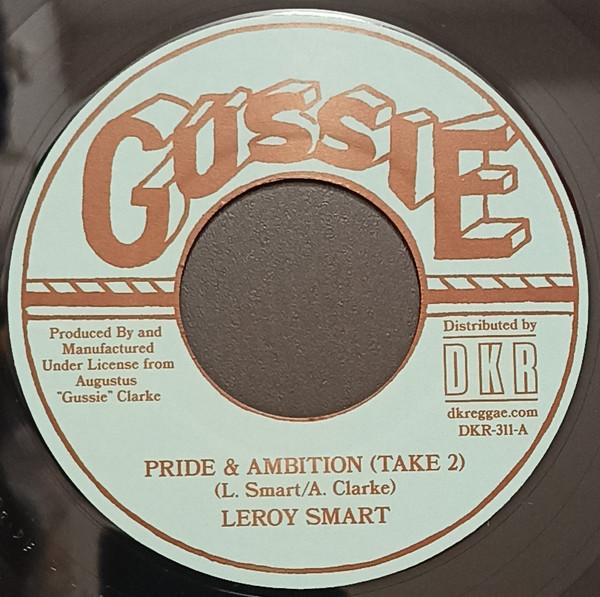 GUSSIE
Produced By and
Manufactured
Under License from
Augustus
"Gussie" Clarke
Distributed by
DKR
dkreggae.com
DKR-311-A
PRIDE & AMBITION (TAKE 2)
(L. Smart/A. Clarke)
LEROY SMART